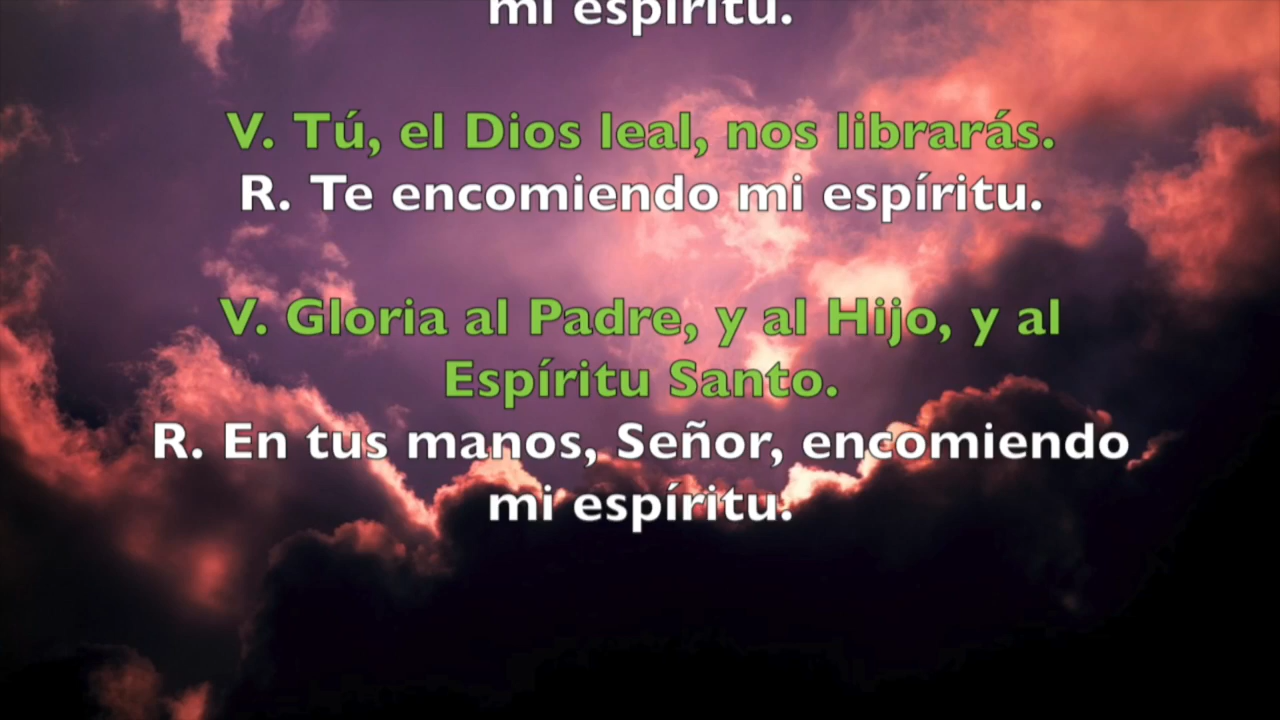 mi espíritu.
V. Tú, el Dios leal, nos librarás.
R. Te encomiendo mi espíritu.
V. Gloria al Padre, y al Hijo, y al
Espíritu Santo.
R. En tus manos, Señor, encomiendo
mi espíritu.